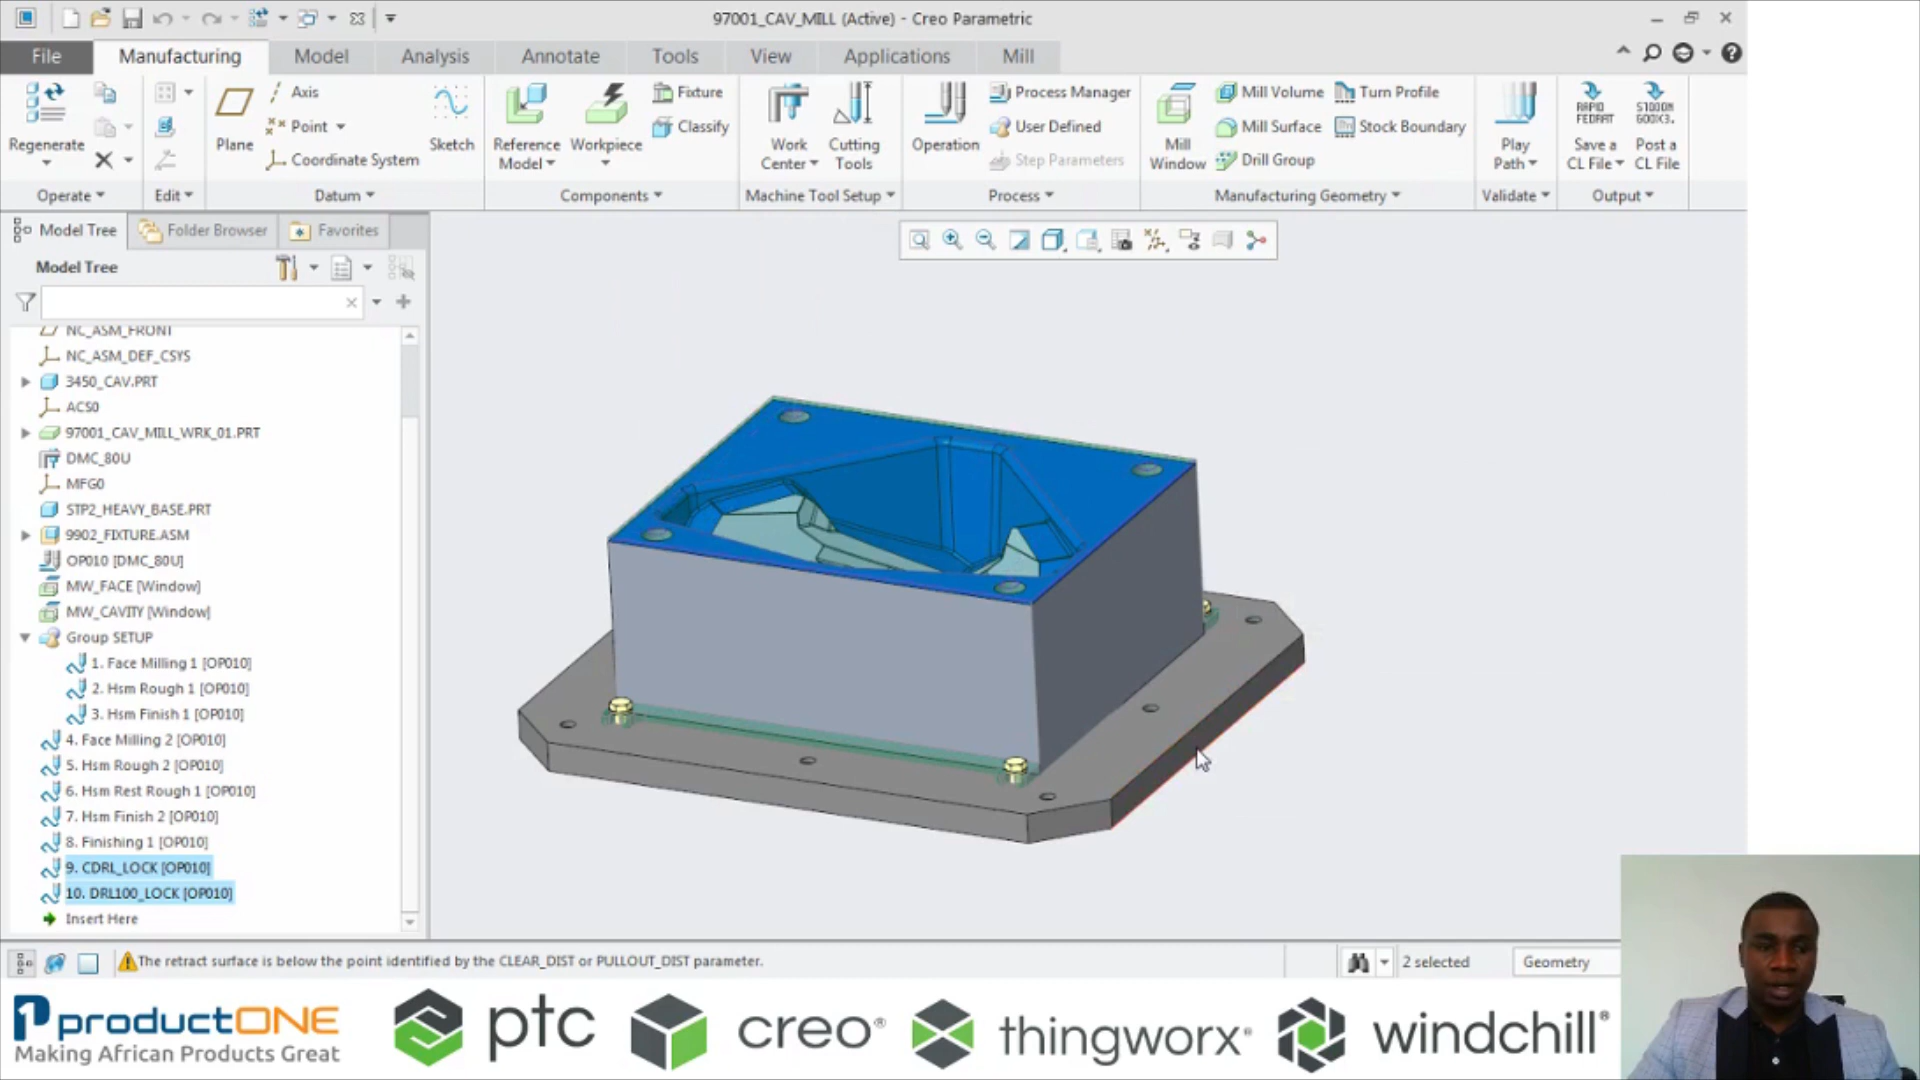 97001_CAV_MILL (Active) - Creo Parametric
File Manufacturing Model Analysis Annotate Tools View Applications Mill
Regenerate
Operate
Edit
Plane
Axis
Point
Coordinate System
Sketch
Datum
Reference Model
Workpiece
Fixture
Classify
Components
Work Center
Cutting Tools
Machine Tool Setup
Operation
Process Manager
User Defined
Step Parameters
Process
Mill Window
Mill Volume
Mill Surface
Drill Group
Turn Profile
Stock Boundary
Manufacturing Geometry
Play Path
Validate
Save a CL File
Post a CL File
Output
Model Tree Folder Browser Favorites
Model Tree
NC_ASM_FRONT
NC_ASM_DEF_CSYS
3450_CAV.PRT
ACS0
97001_CAV_MILL_WRK_01.PRT
DMC_80U
MFG0
STP2_HEAVY_BASE.PRT
9902_FIXTURE.ASM
OP010 [DMC_80U]
MW_FACE [Window]
MW_CAVITY [Window]
Group SETUP
1. Face Milling 1 [OP010]
2. Hsm Rough 1 [OP010]
3. Hsm Finish 1 [OP010]
4. Face Milling 2 [OP010]
5. Hsm Rough 2 [OP010]
6. Hsm Rest Rough 1 [OP010]
7. Hsm Finish 2 [OP010]
8. Finishing 1 [OP010]
9. CDRL_LOCK [OP010]
10. DRL100_LOCK [OP010]
Insert Here
The retract surface is below the point identified by the CLEAR_DIST or PULLOUT_DIST parameter.
2 selected
Geometry
productONE
Making African Products Great
ptc
creo®
thingworx®
windchill®